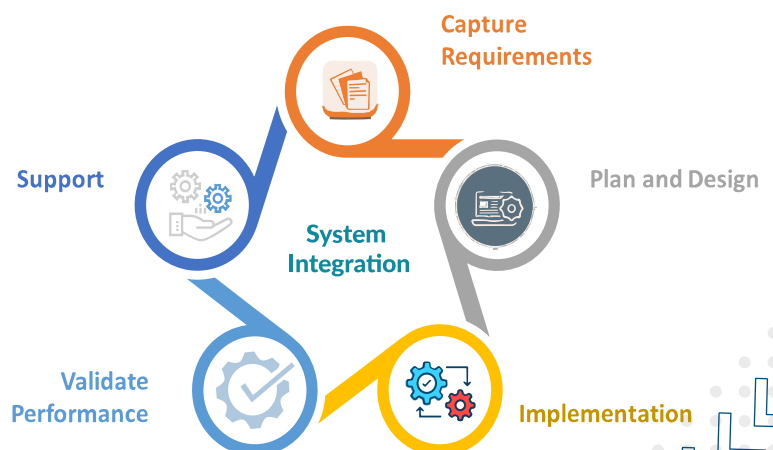 Capture
Requirements
Support
Plan and Design
System
Integration
Validate
Performance
Implementation